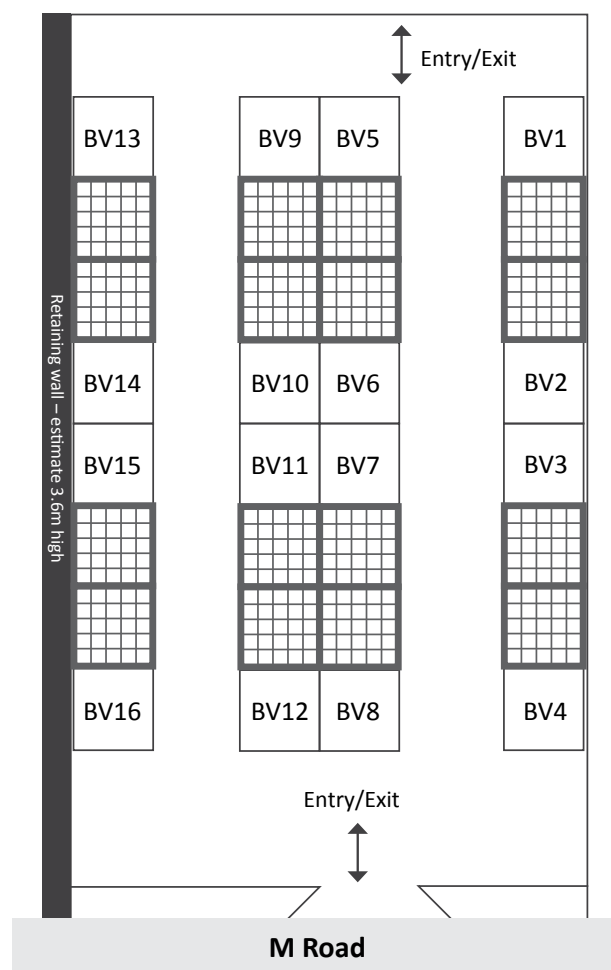 Entry/Exit
BV13 BV9 BV5 BV1
Retaining wall – estimate 3.6m high
BV14 BV10 BV6 BV2
BV15 BV11 BV7 BV3
BV16 BV12 BV8 BV4
Entry/Exit
M Road